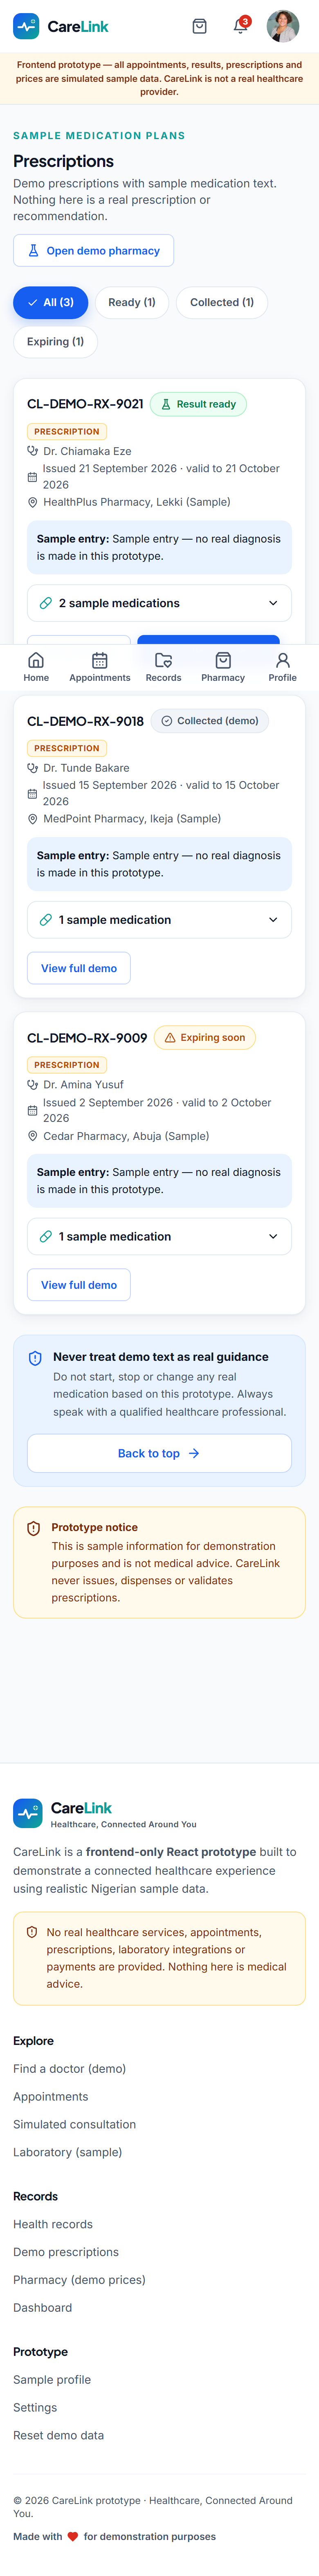 CareLink
3
Frontend prototype — all appointments, results, prescriptions and
prices are simulated sample data. CareLink is not a real healthcare
provider.
SAMPLE MEDICATION PLANS
Prescriptions
Demo prescriptions with sample medication text.
Nothing here is a real prescription or
recommendation.
Open demo pharmacy
All (3)
Ready (1)
Collected (1)
Expiring (1)
CL-DEMO-RX-9021
Result ready
PRESCRIPTION
Dr. Chiamaka Eze
Issued 21 September 2026 · valid to 21 October
2026
HealthPlus Pharmacy, Lekki (Sample)
Sample entry: Sample entry — no real diagnosis
is made in this prototype.
2 sample medications
Home
Appointments
Records
Pharmacy
Profile
CL-DEMO-RX-9018
Collected (demo)
PRESCRIPTION
Dr. Tunde Bakare
Issued 15 September 2026 · valid to 15 October
2026
MedPoint Pharmacy, Ikeja (Sample)
Sample entry: Sample entry — no real diagnosis
is made in this prototype.
1 sample medication
View full demo
CL-DEMO-RX-9009
Expiring soon
PRESCRIPTION
Dr. Amina Yusuf
Issued 2 September 2026 · valid to 2 October
2026
Cedar Pharmacy, Abuja (Sample)
Sample entry: Sample entry — no real diagnosis
is made in this prototype.
1 sample medication
View full demo
Never treat demo text as real guidance
Do not start, stop or change any real
medication based on this prototype. Always
speak with a qualified healthcare professional.
Back to top
Prototype notice
This is sample information for demonstration
purposes and is not medical advice. CareLink
never issues, dispenses or validates
prescriptions.
CareLink
Healthcare, Connected Around You
CareLink is a frontend-only React prototype built to
demonstrate a connected healthcare experience
using realistic Nigerian sample data.
No real healthcare services, appointments,
prescriptions, laboratory integrations or
payments are provided. Nothing here is medical
advice.
Explore
Find a doctor (demo)
Appointments
Simulated consultation
Laboratory (sample)
Records
Health records
Demo prescriptions
Pharmacy (demo prices)
Dashboard
Prototype
Sample profile
Settings
Reset demo data
© 2026 CareLink prototype · Healthcare, Connected Around
You.
Made with for demonstration purposes